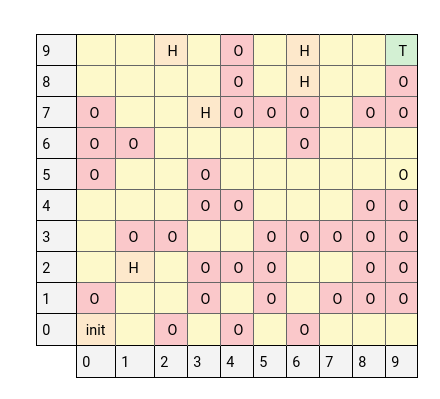 9 H O H T
8 O H O
7 O H O O O O O
6 O O O
5 O O O
4 O O O O
3 O O O O O O O
2 H O O O O O
1 O O O O O O
0 init O O O
0 1 2 3 4 5 6 7 8 9